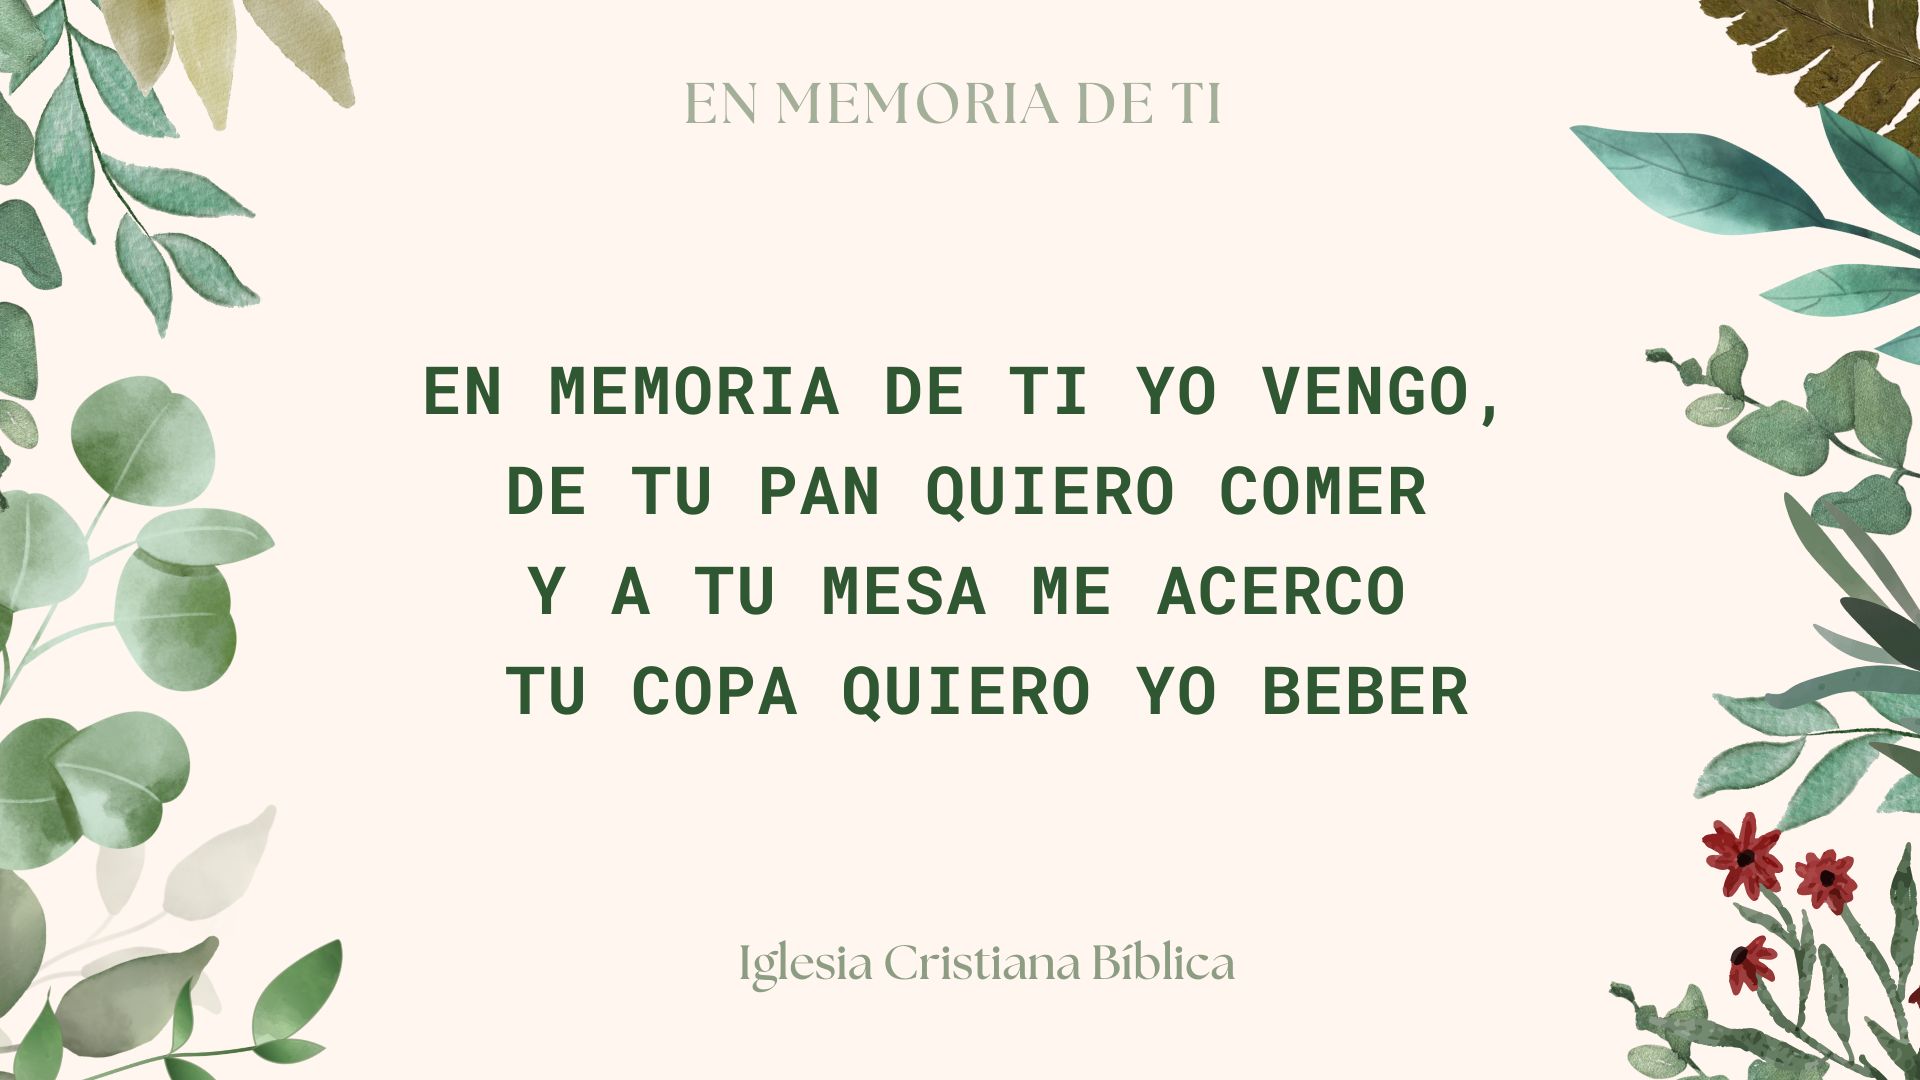 EN MEMORIA DE TI
EN MEMORIA DE TI YO VENGO,
DE TU PAN QUIERO COMER
Y A TU MESA ME ACERCO
TU COPA QUIERO YO BEBER
Iglesia Cristiana Bíblica